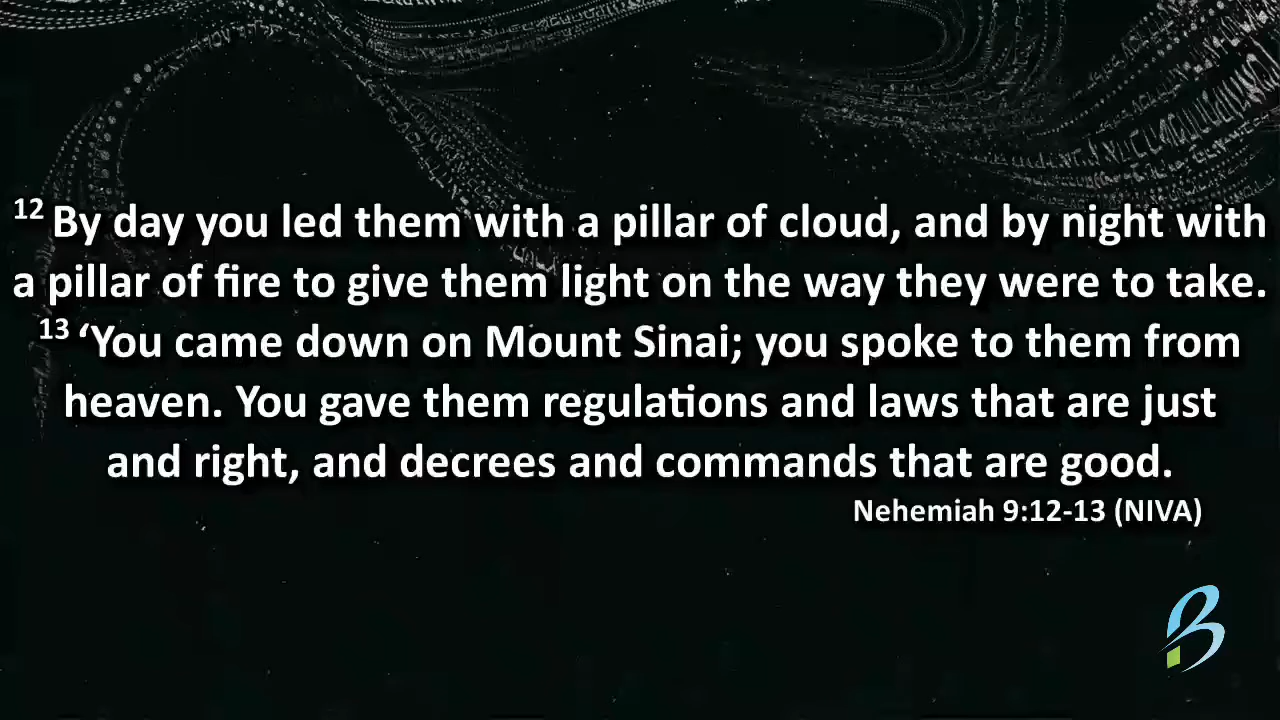 12 By day you led them with a pillar of cloud, and by night with
a pillar of fire to give them light on the way they were to take.
13 ‘You came down on Mount Sinai; you spoke to them from
heaven. You gave them regulations and laws that are just
and right, and decrees and commands that are good.
Nehemiah 9:12-13 (NIVA)